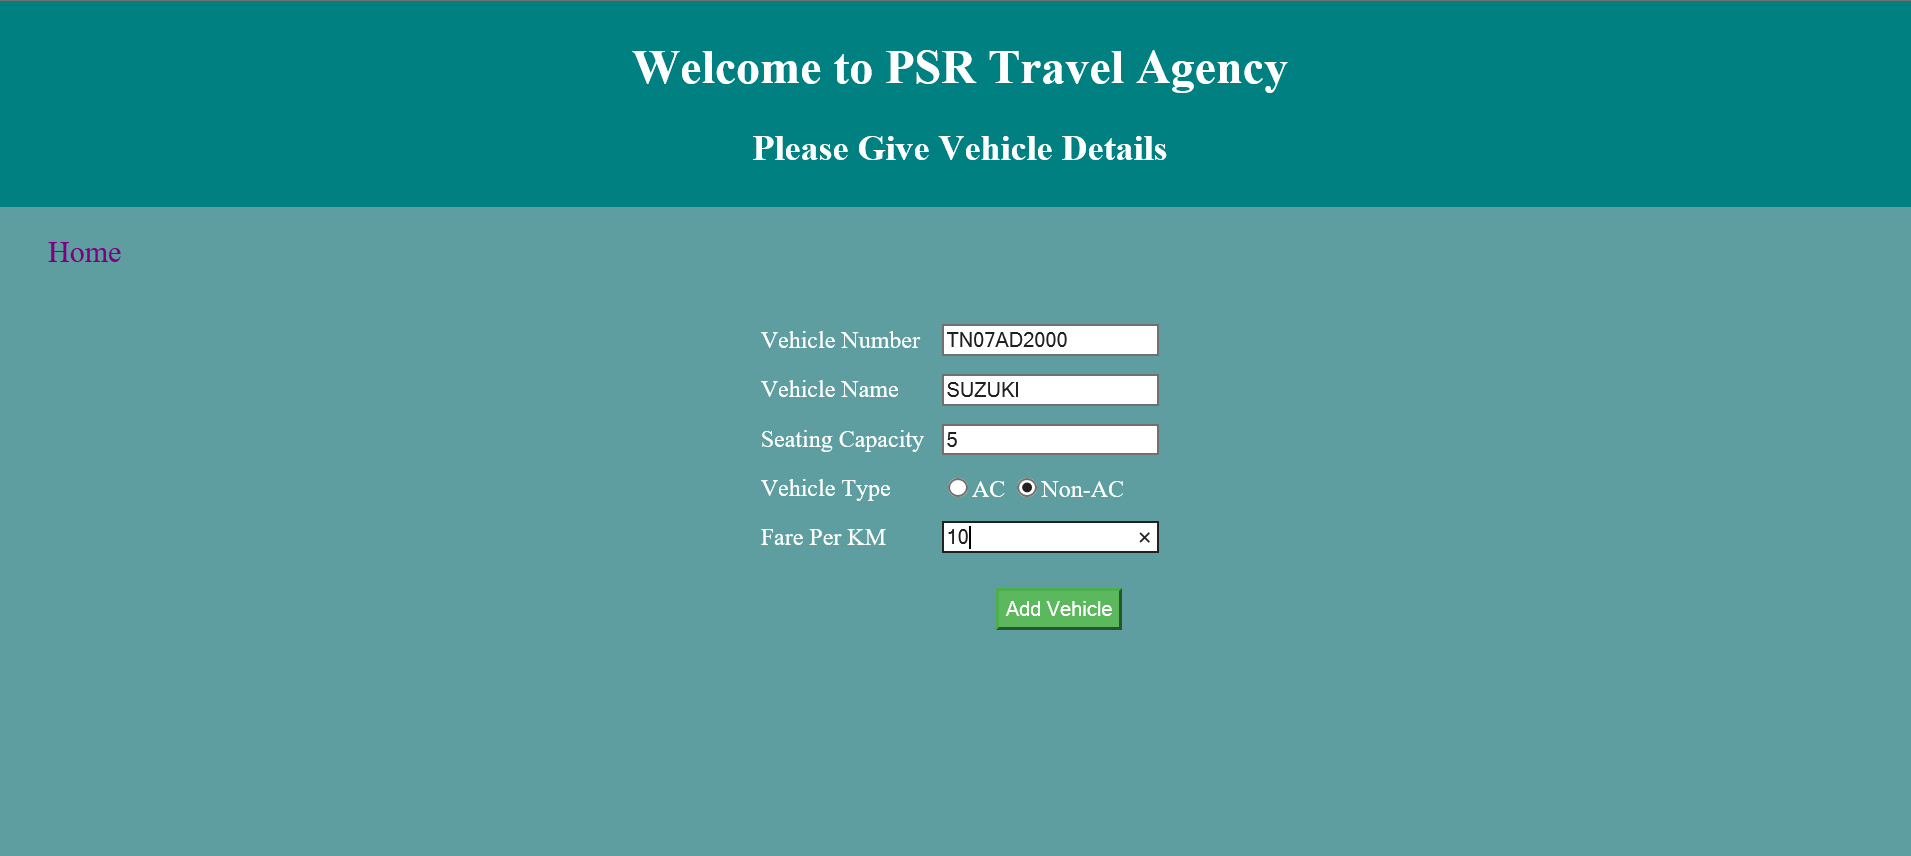 Welcome to PSR Travel Agency
Please Give Vehicle Details
Home
Vehicle Number TN07AD2000
Vehicle Name SUZUKI
Seating Capacity 5
Vehicle Type AC Non-AC
Fare Per KM 10 ×
Add Vehicle